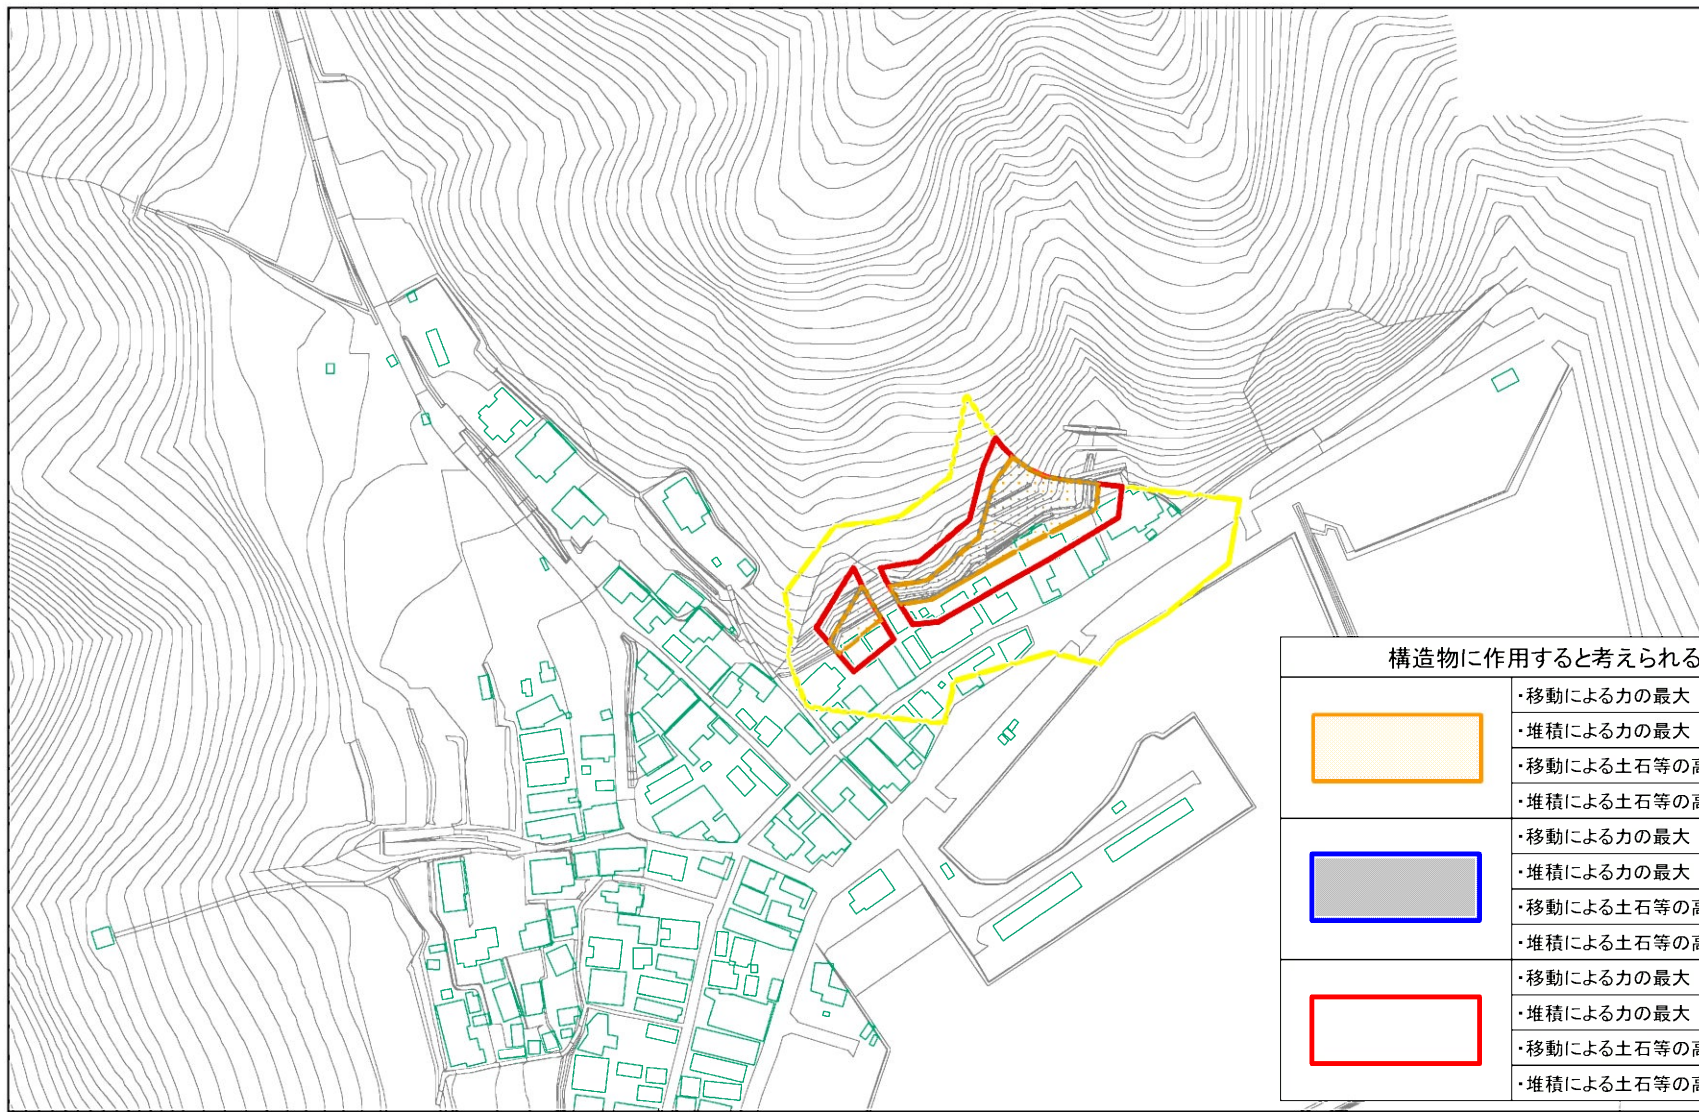 構造物に作用すると考えられる
・移動による力の最大
・堆積による力の最大
・移動による土石等の高
・堆積による土石等の高
・移動による力の最大
・堆積による力の最大
・移動による土石等の高
・堆積による土石等の高
・移動による力の最大
・堆積による力の最大
・移動による土石等の高
・堆積による土石等の高